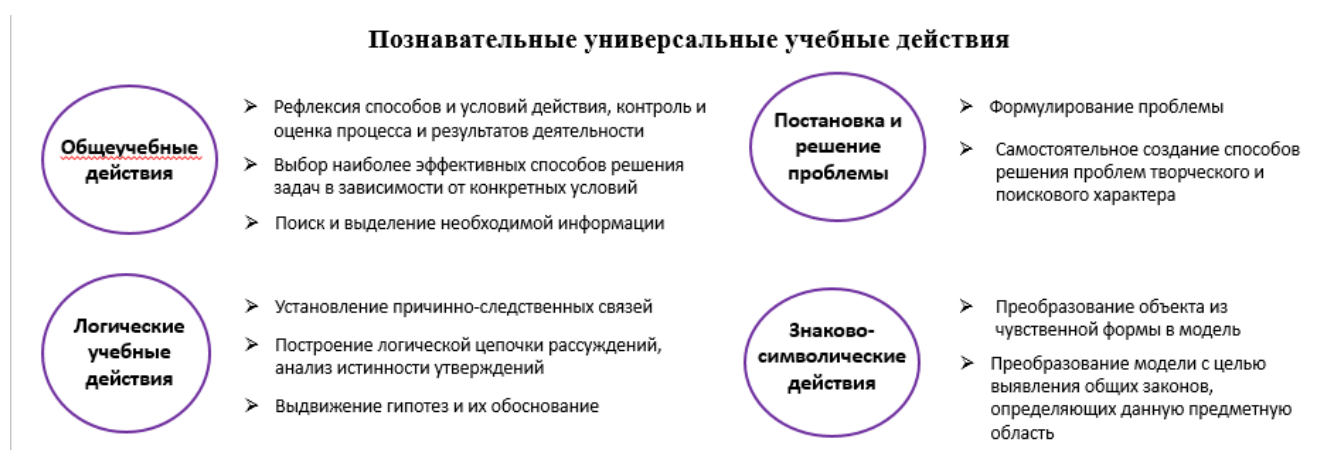 Познавательные универсальные учебные действия
Общеучебные
действия
➢ Рефлексия способов и условий действия, контроль и
оценка процесса и результатов деятельности
➢ Выбор наиболее эффективных способов решения
задач в зависимости от конкретных условий
➢ Поиск и выделение необходимой информации
Постановка и
решение
проблемы
➢ Формулирование проблемы
➢ Самостоятельное создание способов
решения проблем творческого и
поискового характера
Логические
учебные
действия
➢ Установление причинно-следственных связей
➢ Построение логической цепочки рассуждений,
анализ истинности утверждений
➢ Выдвижение гипотез и их обоснование
Знаково-
символические
действия
➢ Преобразование объекта из
чувственной формы в модель
➢ Преобразование модели с целью
выявления общих законов,
определяющих данную предметную
область